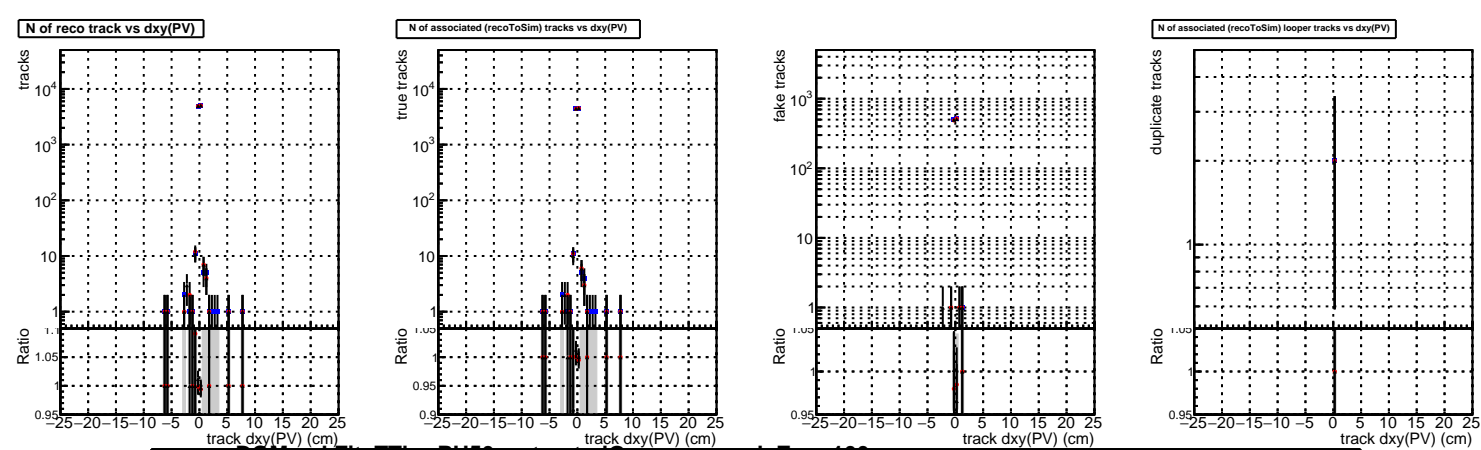 N of reco track vs dxy(PV)
tracks
10^4
10^3
10^2
10
1
Ratio
1.1
1.05
1
0.95
−25−20−15−10−5 0 5 10 15 20 25
track dxy(PV) (cm)
N of associated (recoToSim) tracks vs dxy(PV)
true tracks
10^4
10^3
10^2
10
1
Ratio
1.05
1
0.95
0.9
−25−20−15−10−5 0 5 10 15 20 25
track dxy(PV) (cm)
fake tracks
10^3
10^2
10
1
Ratio
1.05
1
0.95
−25−20−15−10−5 0 5 10 15 20 25
track dxy(PV) (cm)
N of associated (recoToSim) looper tracks vs dxy(PV)
duplicate tracks
1
Ratio
1.05
1
0.95
−25−20−15−10−5 0 5 10 15 20 25
track dxy(PV) (cm)